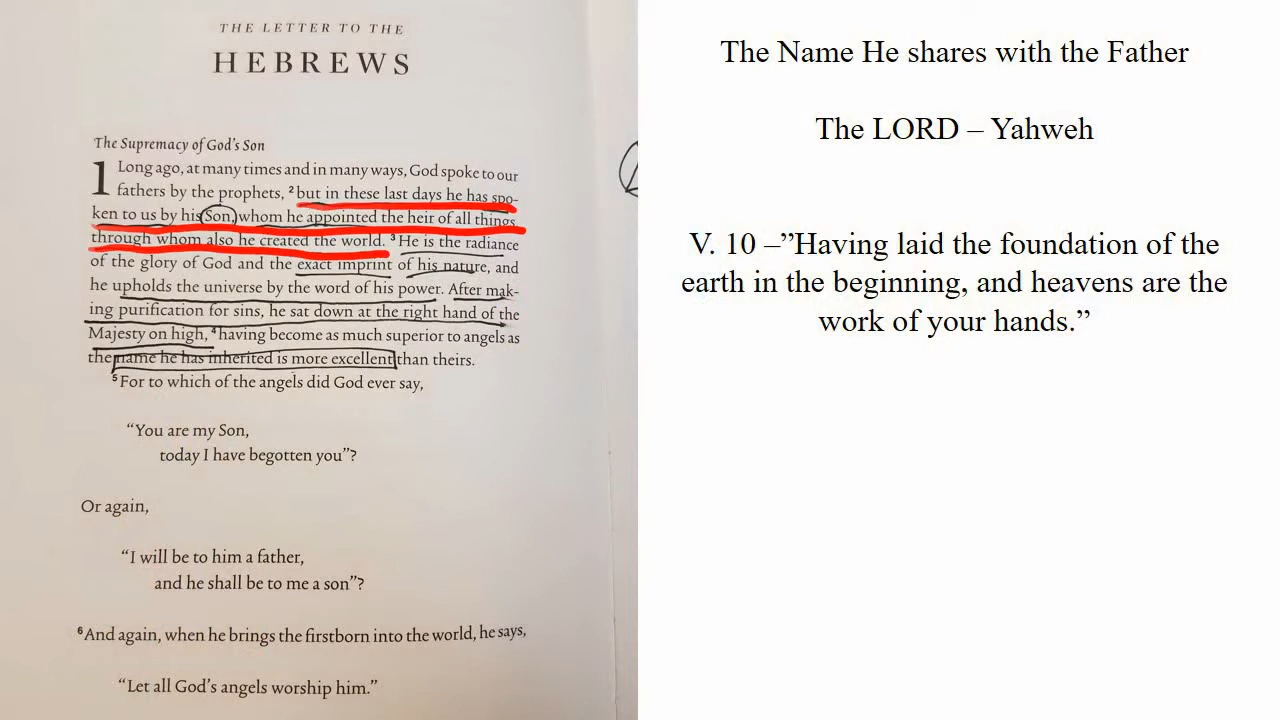 THE LETTER TO THE
HEBREWS
The Supremacy of God's Son
1 Long ago, at many times and in many ways, God spoke to our
fathers by the prophets, 2 but in these last days he has spo-
ken to us by his Son, whom he appointed the heir of all things,
through whom also he created the world. 3 He is the radiance
of the glory of God and the exact imprint of his nature, and
he upholds the universe by the word of his power. After mak-
ing purification for sins, he sat down at the right hand of the
Majesty on high, 4 having become as much superior to angels as
the name he has inherited is more excellent than theirs.
5 For to which of the angels did God ever say,
“You are my Son,
today I have begotten you”?
Or again,
“I will be to him a father,
and he shall be to me a son”?
6 And again, when he brings the firstborn into the world, he says,
“Let all God's angels worship him.”
The Name He shares with the Father
The LORD – Yahweh
V. 10 –”Having laid the foundation of the
earth in the beginning, and heavens are the
work of your hands.”